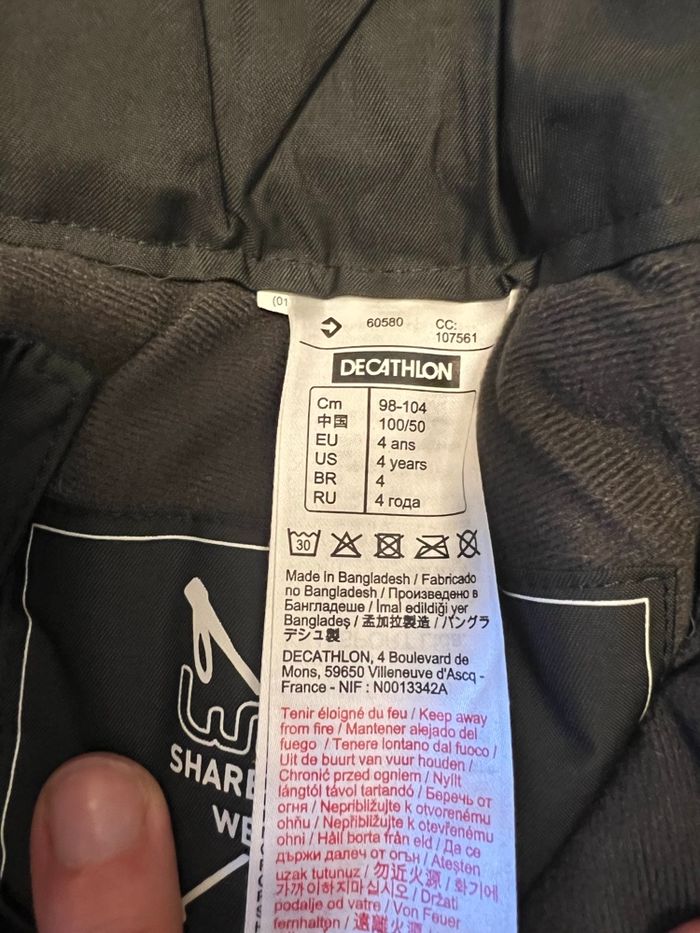 (01
60580 CC:
107561
DECATHLON
Cm 98-104
中国 100/50
EU 4 ans
US 4 years
BR 4
RU 4 года
30
Made in Bangladesh / Fabricado
no Bangladesh / Произведено в
Бангладеше / İmal edildiği yer
Bangladeş / 孟加拉製造 / バングラ
デシュ製
DECATHLON, 4 Boulevard de
Mons, 59650 Villeneuve d'Ascq -
France - NIF : N0013342A
Tenir éloigné du feu / Keep away
from fire / Mantener alejado del
fuego / Tenere lontano dal fuoco /
Uit de buurt van vuur houden /
Chronić przed ogniem / Nyílt
lángtól távol tartandó / Беречь от
огня / Nepribližujte k otvorenému
ohňu / Nepřibližujte k otevřenému
ohni / Håll borta från eld / Да се
държи далеч от огън / Ateşten
uzak tutunuz / 勿近火源 / 화기에
가까이하지마십시오 / Držati
podalje od vatre / Von Feuer
fernhalten / 遠離火源 /
SHARE
WE